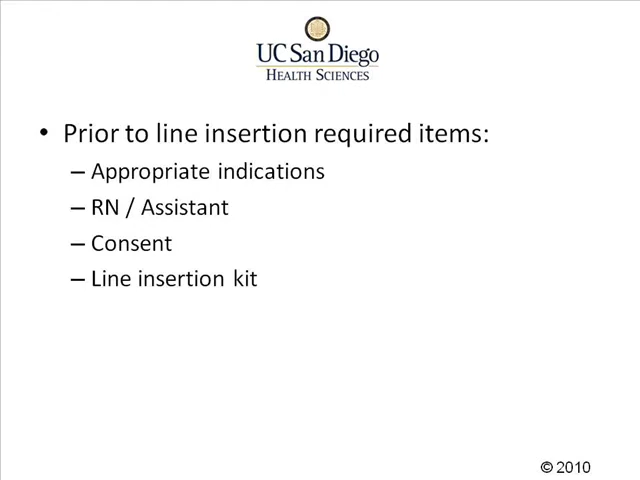 UC San Diego
HEALTH SCIENCES
• Prior to line insertion required items:
– Appropriate indications
– RN / Assistant
– Consent
– Line insertion kit
© 2010